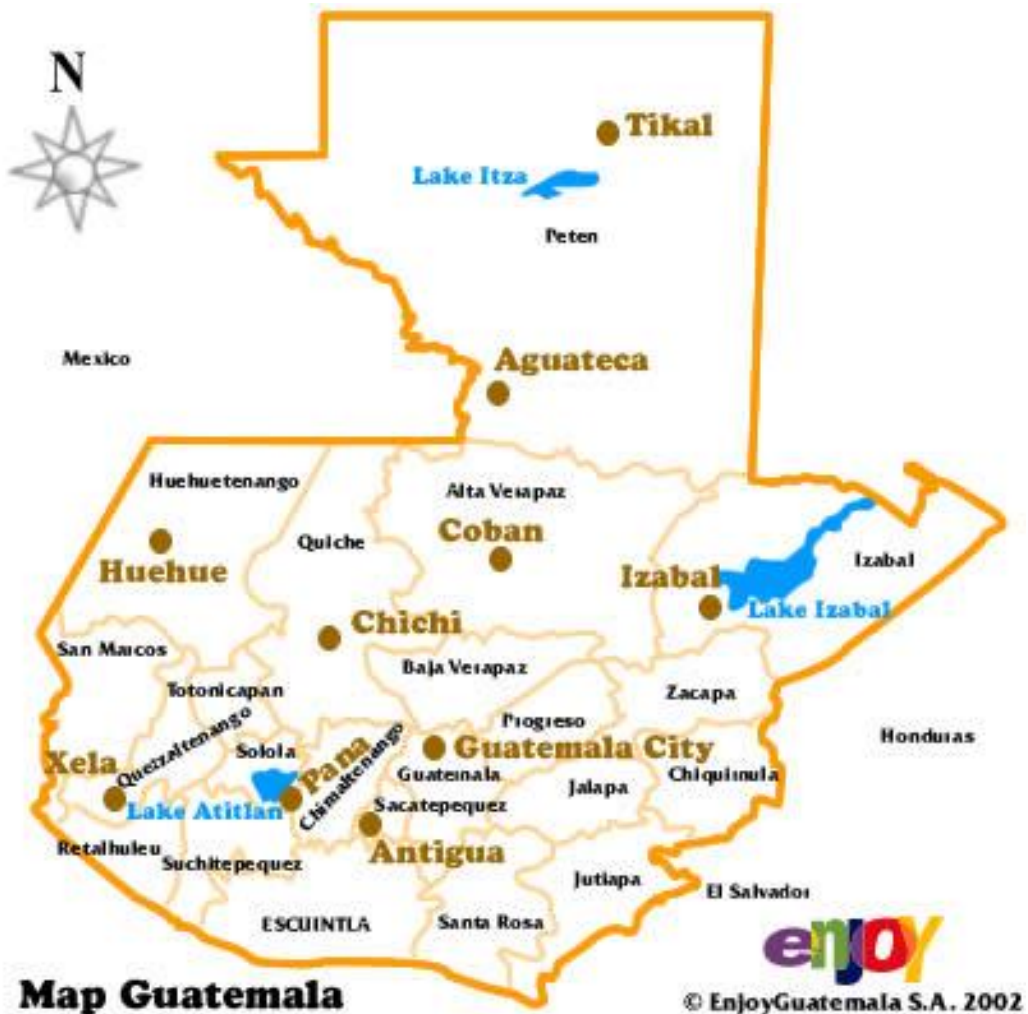 N
Tikal
Lake Itza
Peten
Mexico
Aguateca
Huehuetenango
Alta Verapaz
Quiche
Coban
Izabal
Huehue
Izabal
Lake Izabal
Chichi
San Marcos
Baja Verapaz
Totonicapan
Zacapa
Progreso
Quetzaltenango
Solola
Pana
Chimaltenango
Guatemala City
Honduras
Xela
Guatemala
Chiquimula
Jalapa
Lake Atitlan
Sacatepequez
Retalhuleu
Suchitepequez
Antigua
Jutiapa
El Salvador
ESCUINTLA
Santa Rosa
enjoy
Map Guatemala
© EnjoyGuatemala S.A. 2002